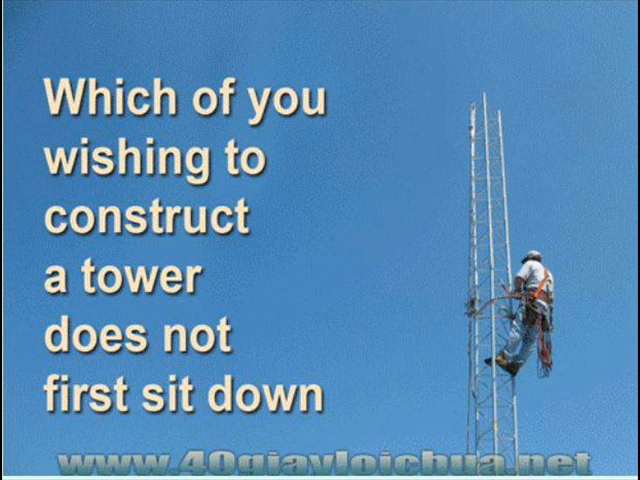 Which of you
wishing to
construct
a tower
does not
first sit down
www.40giayloichua.net